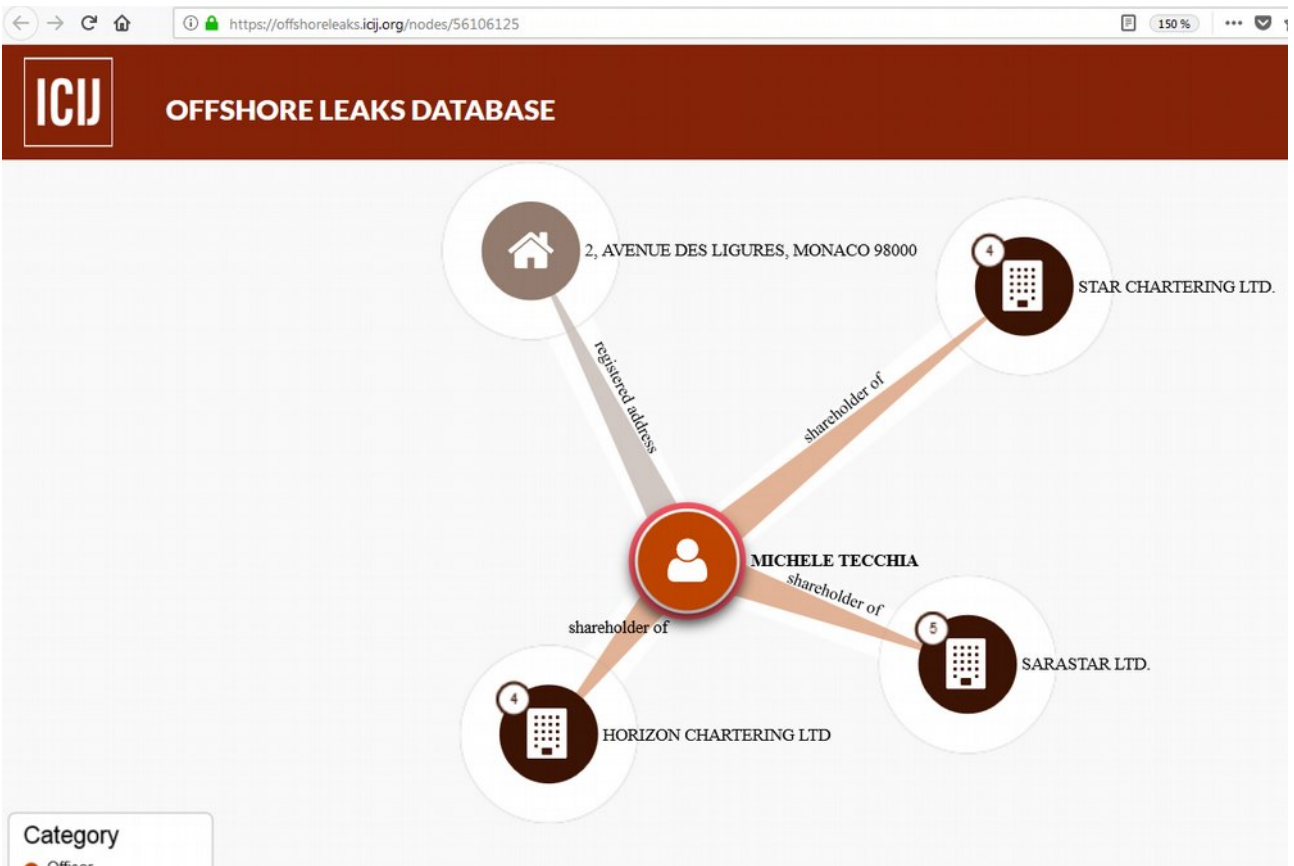 https://offshoreleaks.icij.org/nodes/56106125
150 %
ICIJ
OFFSHORE LEAKS DATABASE
2, AVENUE DES LIGURES, MONACO 98000
4
STAR CHARTERING LTD.
registered address
shareholder of
MICHELE TECCHIA
shareholder of
shareholder of
5
SARASTAR LTD.
4
HORIZON CHARTERING LTD
Category